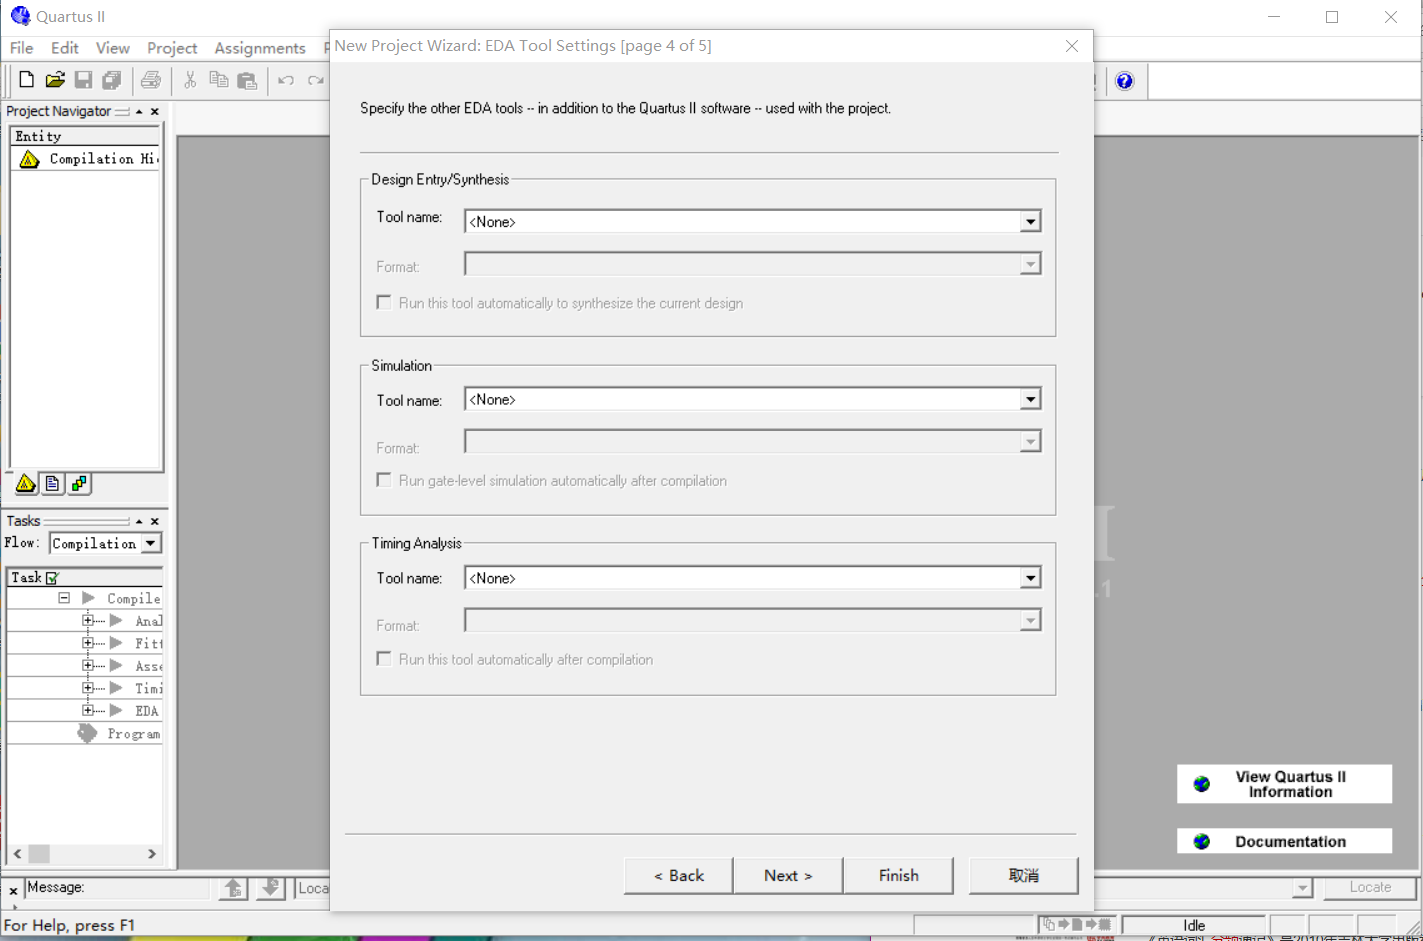 Quartus II
File Edit View Project Assignments
New Project Wizard: EDA Tool Settings [page 4 of 5]
Project Navigator
Entity
Compilation Hi
Specify the other EDA tools -- in addition to the Quartus II software -- used with the project.
Design Entry/Synthesis
Tool name: <None>
Format:
Run this tool automatically to synthesize the current design
Simulation
Tool name: <None>
Format:
Run gate-level simulation automatically after compilation
Timing Analysis
Tool name: <None>
Format:
Run this tool automatically after compilation
Tasks
Flow: Compilation
Task
Compile
Anal
Fitt
Asse
Timi
EDA
Program
I
.1
View Quartus II
Information
Documentation
< Back Next > Finish 取消
Message:
Loca
Locate
For Help, press F1
Idle